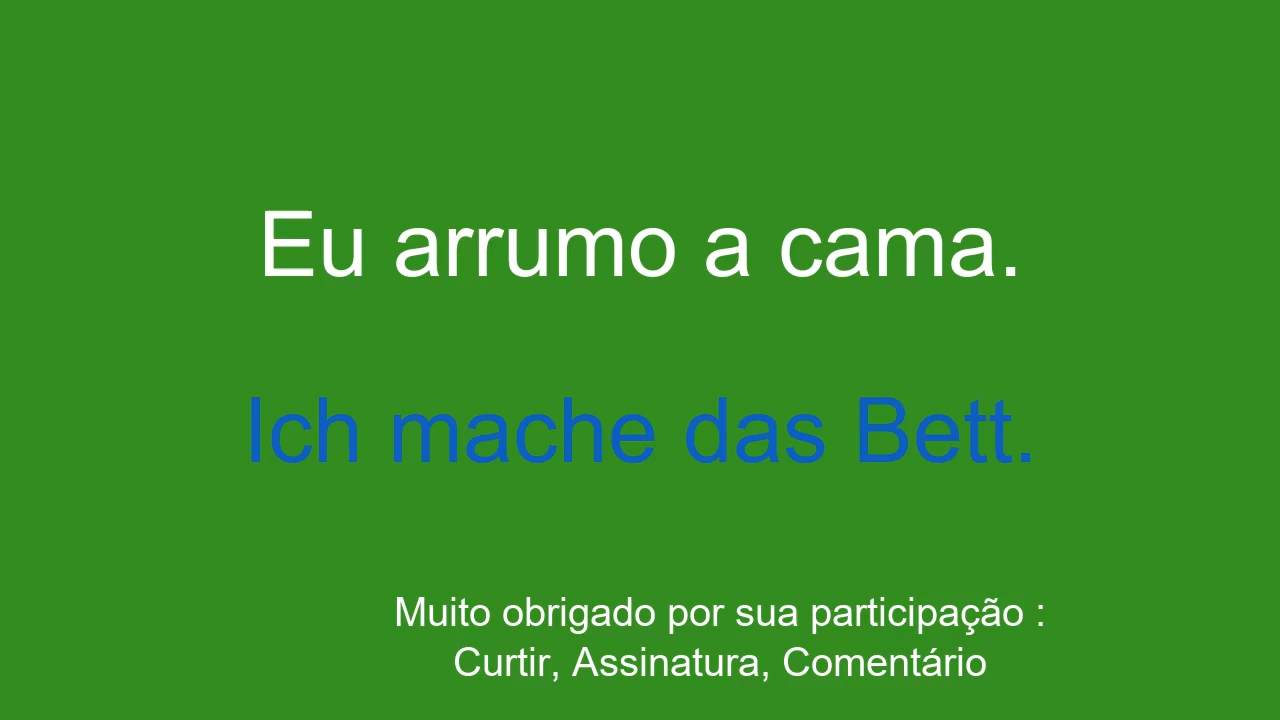 Eu arrumo a cama.
Ich mache das Bett.
Muito obrigado por sua participação :
Curtir, Assinatura, Comentário